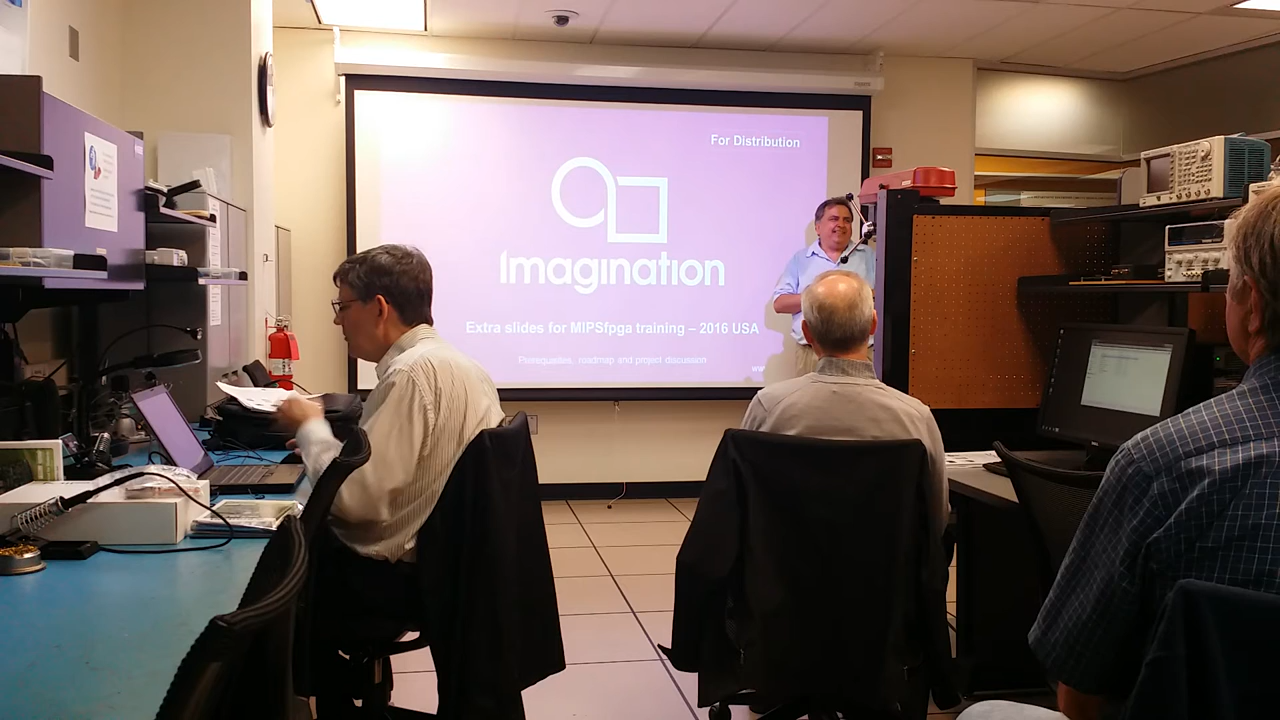 For Distribution
Imagination
Extra slides for MIPSfpga training – 2016 USA
Prerequisites, roadmap and project discussion